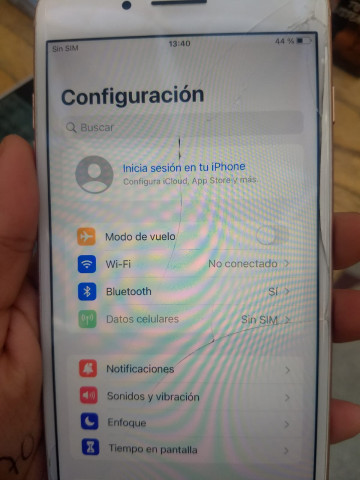 Sin SIM 13:40 44 %
Configuración
Buscar
Inicia sesión en tu iPhone
Configura iCloud, App Store y más.
Modo de vuelo
Wi-Fi No conectado
Bluetooth Sí
Datos celulares Sin SIM
Notificaciones
Sonidos y vibración
Enfoque
Tiempo en pantalla